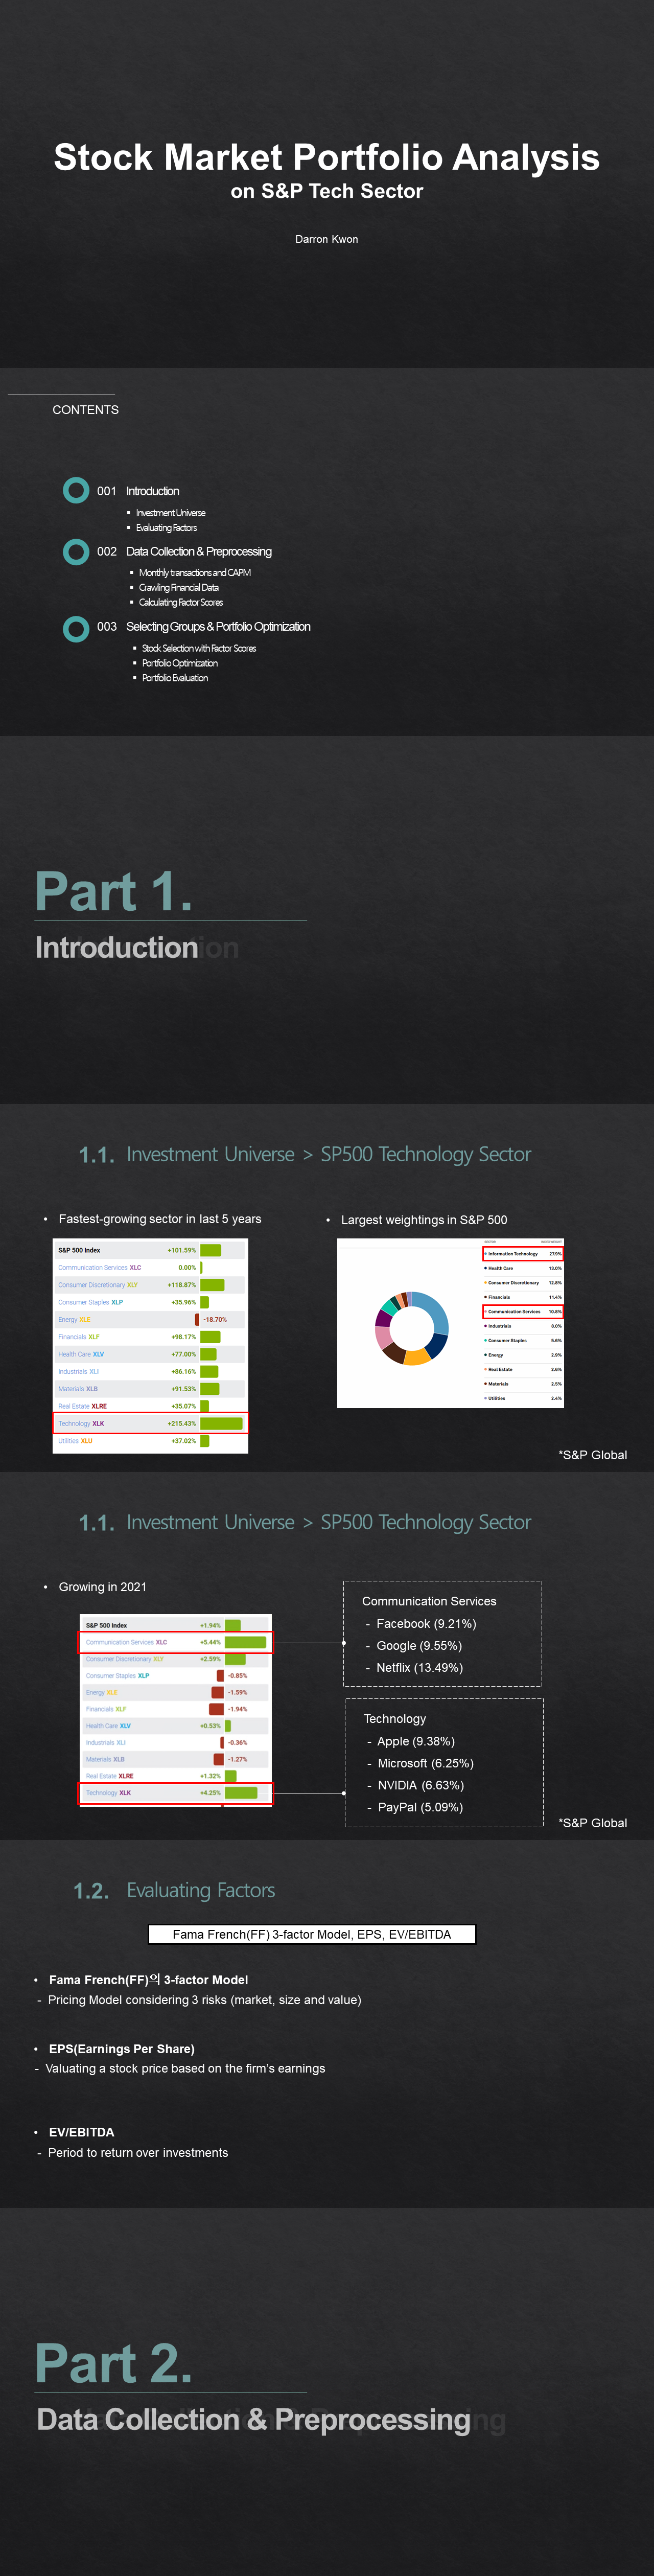 Stock Market Portfolio Analysis
on S&P Tech Sector
Darron Kwon
CONTENTS
001 Introduction
▪ Investment Universe
▪ Evaluating Factors
002 Data Collection & Preprocessing
▪ Monthly transactions and CAPM
▪ Crawling Financial Data
▪ Calculating Factor Scores
003 Selecting Groups & Portfolio Optimization
▪ Stock Selection with Factor Scores
▪ Portfolio Optimization
▪ Portfolio Evaluation
Part 1.
Introduction
1.1. Investment Universe > SP500 Technology Sector
• Fastest-growing sector in last 5 years
S&P 500 Index +101.59%
Communication Services XLC 0.00%
Consumer Discretionary XLY +118.87%
Consumer Staples XLP +35.96%
Energy XLE -18.70%
Financials XLF +98.17%
Health Care XLV +77.00%
Industrials XLI +86.16%
Materials XLB +91.53%
Real Estate XLRE +35.07%
Technology XLK +215.43%
Utilities XLU +37.02%
• Largest weightings in S&P 500
SECTOR INDEX WEIGHT
Information Technology 27.9%
Health Care 13.0%
Consumer Discretionary 12.8%
Financials 11.4%
Communication Services 10.8%
Industrials 8.0%
Consumer Staples 5.6%
Energy 2.9%
Real Estate 2.6%
Materials 2.5%
Utilities 2.4%
*S&P Global
1.1. Investment Universe > SP500 Technology Sector
• Growing in 2021
S&P 500 Index +1.94%
Communication Services XLC +5.44%
Consumer Discretionary XLY +2.59%
Consumer Staples XLP -0.85%
Energy XLE -1.59%
Financials XLF -1.94%
Health Care XLV +0.53%
Industrials XLI -0.36%
Materials XLB -1.27%
Real Estate XLRE +1.32%
Technology XLK +4.25%
Communication Services
- Facebook (9.21%)
- Google (9.55%)
- Netflix (13.49%)
Technology
- Apple (9.38%)
- Microsoft (6.25%)
- NVIDIA (6.63%)
- PayPal (5.09%)
*S&P Global
1.2. Evaluating Factors
Fama French(FF) 3-factor Model, EPS, EV/EBITDA
• Fama French(FF)의 3-factor Model
- Pricing Model considering 3 risks (market, size and value)
• EPS(Earnings Per Share)
- Valuating a stock price based on the firm's earnings
• EV/EBITDA
- Period to return over investments
Part 2.
Data Collection & Preprocessing